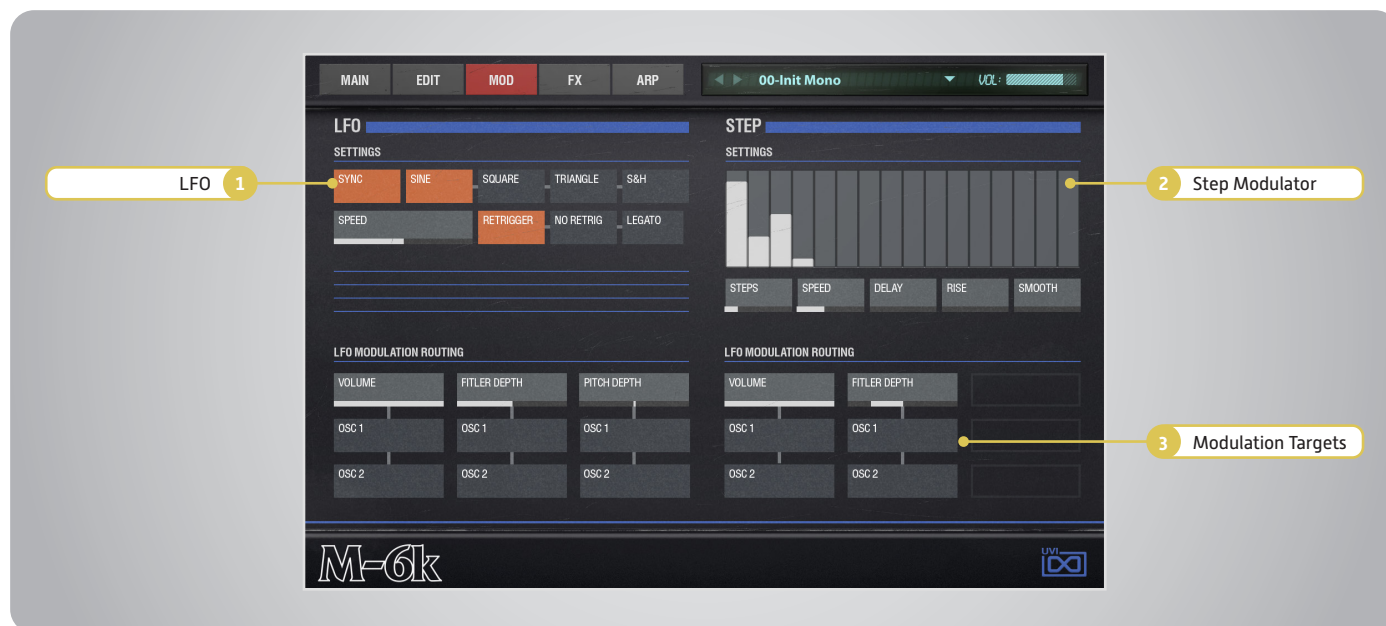 MAIN EDIT MOD FX ARP 00-Init Mono VOL:
LFO
SETTINGS
SYNC SINE SQUARE TRIANGLE S&H
SPEED RETRIGGER NO RETRIG LEGATO
LFO MODULATION ROUTING
VOLUME FITLER DEPTH PITCH DEPTH
OSC 1 OSC 1 OSC 1
OSC 2 OSC 2 OSC 2
STEP
SETTINGS
STEPS SPEED DELAY RISE SMOOTH
LFO MODULATION ROUTING
VOLUME FITLER DEPTH
OSC 1 OSC 1
OSC 2 OSC 2
LFO 1
2 Step Modulator
3 Modulation Targets
M-6k
UVI